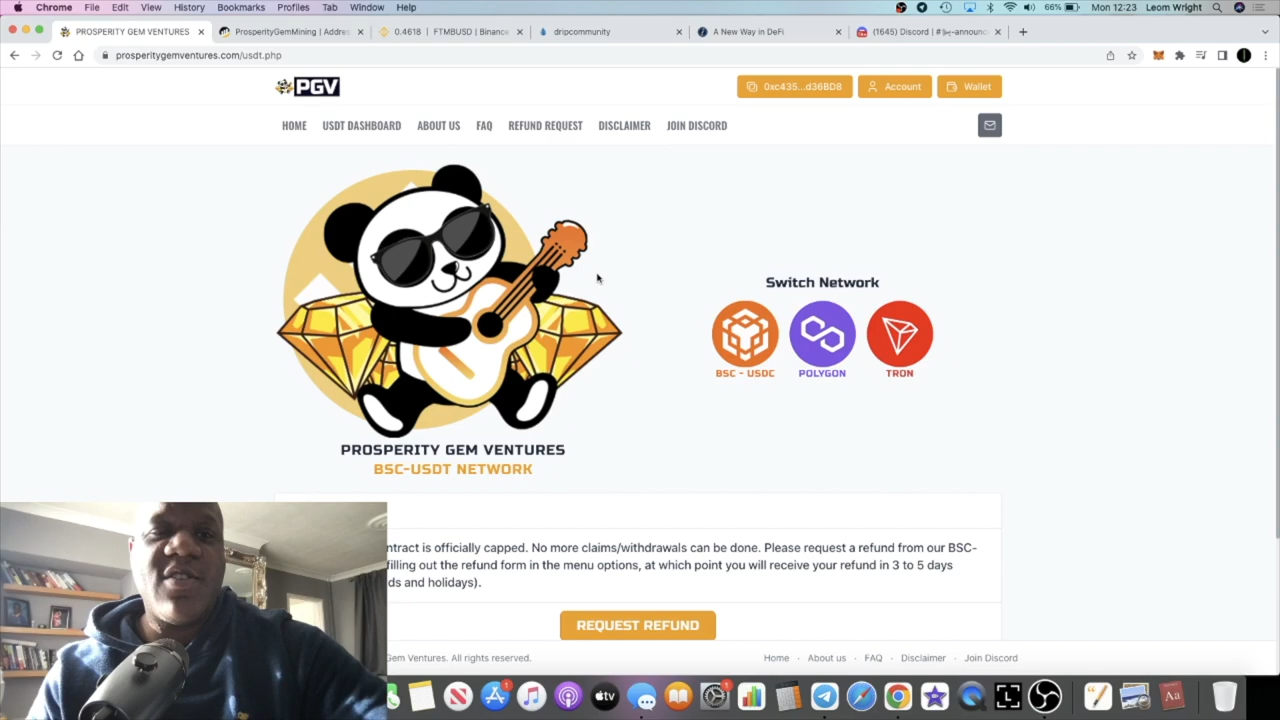 Chrome File Edit View History Bookmarks Profiles Tab Window Help 66% Mon 12:23 Leom Wright
PROSPERITY GEM VENTURES ProsperityGemMining | Addres 0.4618 | FTMBUSD | Binance dripcommunity A New Way in DeFi (1645) Discord | #announc
prosperitygemventures.com/usdt.php
PGV 0xc435...d36BD8 Account Wallet
HOME USDT DASHBOARD ABOUT US FAQ REFUND REQUEST DISCLAIMER JOIN DISCORD
Switch Network
BSC - USDC POLYGON TRON
PROSPERITY GEM VENTURES
BSC-USDT NETWORK
ntract is officially capped. No more claims/withdrawals can be done. Please request a refund from our BSC-
filling out the refund form in the menu options, at which point you will receive your refund in 3 to 5 days
ds and holidays).
REQUEST REFUND
Gem Ventures. All rights reserved. Home · About us · FAQ · Disclaimer · Join Discord
tv
Aa